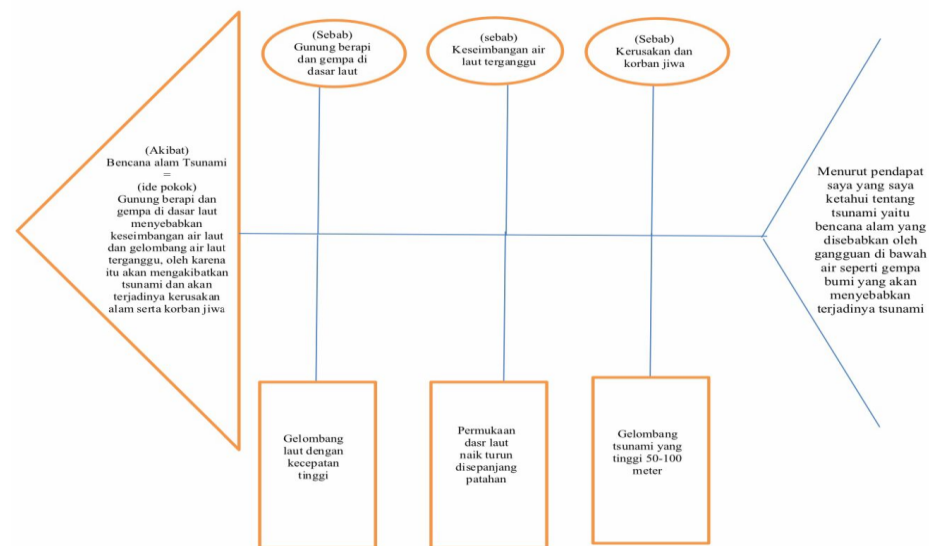 (Sebab)
Gunung berapi
dan gempa di
dasar laut
(sebab)
Keseimbangan air
laut terganggu
(Sebab)
Kerusakan dan
korban jiwa
(Akibat)
Bencana alam Tsunami
=
(ide pokok)
Gunung berapi dan
gempa di dasar laut
menyebabkan
keseimbangan air laut
dan gelombang air laut
terganggu, oleh karena
itu akan mengakibatkan
tsunami dan akan
terjadinya kerusakan
alam serta korban jiwa
Menurut pendapat
saya yang saya
ketahui tentang
tsunami yaitu
bencana alam yang
disebabkan oleh
gangguan di bawah
air seperti gempa
bumi yang akan
menyebabkan
terjadinya tsunami
Gelombang
laut dengan
kecepatan
tinggi
Permukaan
dasr laut
naik turun
disepanjang
patahan
Gelombang
tsunami yang
tinggi 50-100
meter